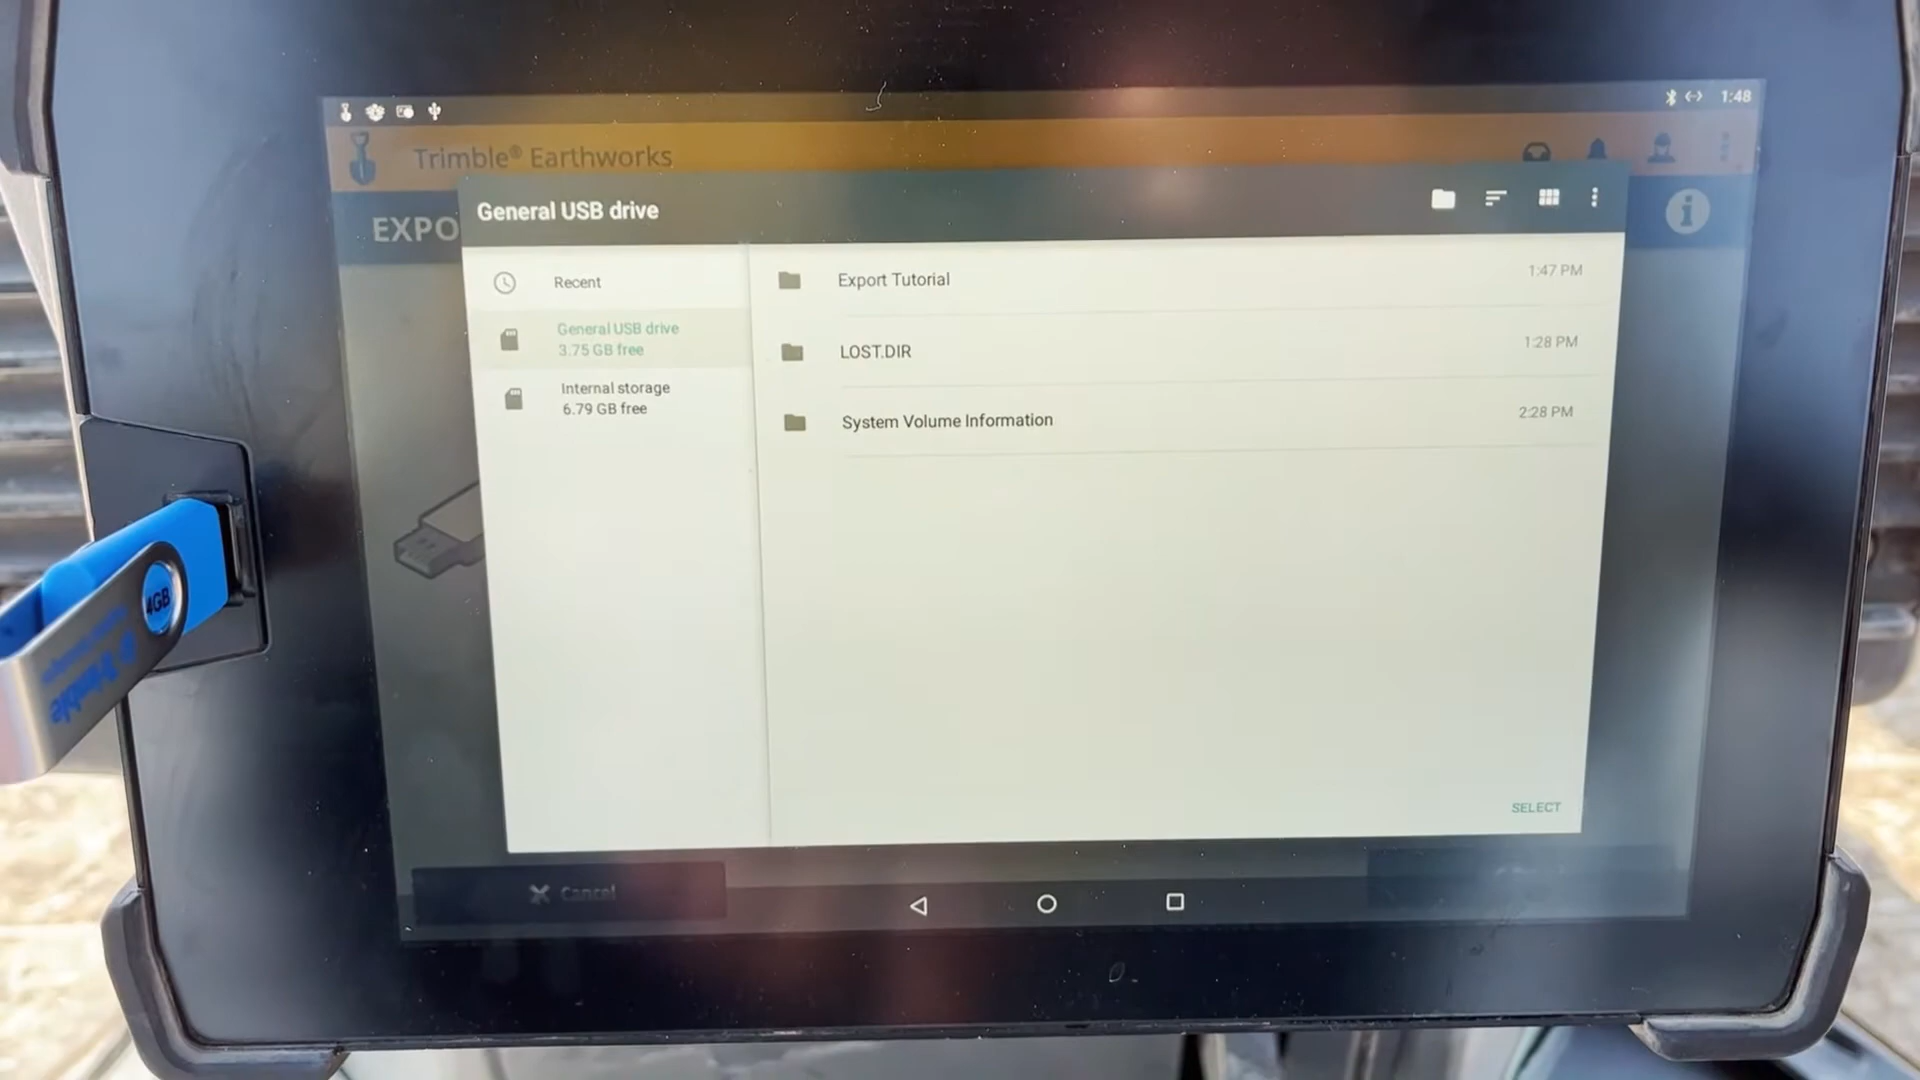 1:48
Trimble® Earthworks
EXPO
General USB drive
Recent
General USB drive
3.75 GB free
Internal storage
6.79 GB free
Export Tutorial
1:47 PM
LOST.DIR
1:28 PM
System Volume Information
2:28 PM
SELECT
Cancel
4GB
Trimble